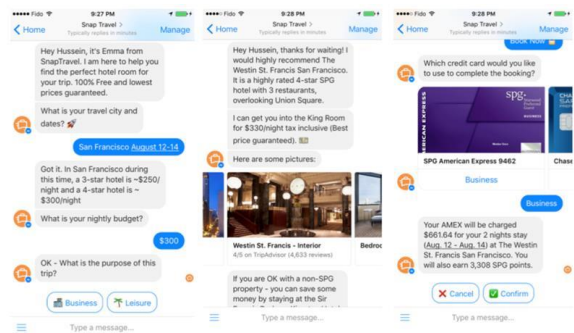 Fido 9:27 PM
Home
Snap Travel >
Typically replies in minutes
Manage
Hey Hussein, it's Emma from
SnapTravel. I am here to help you
find the perfect hotel room for
your trip. 100% Free and lowest
prices guaranteed.
What is your travel city and
dates? 🚀
San Francisco August 12-14
Got it. In San Francisco during
this time, a 3-star hotel is ~$250/
night and a 4-star hotel is ~
$300/night
What is your nightly budget?
$300
OK - What is the purpose of this
trip?
Business
Leisure
Type a message...
Fido 9:28 PM
Home
Snap Travel >
Typically replies in minutes
Manage
Hey Hussein, thanks for waiting! I
would highly recommend The
Westin St. Francis San Francisco.
It is a highly rated 4-star SPG
hotel with 3 restaurants,
overlooking Union Square.
I can get you into the King Room
for $330/night tax inclusive (Best
price guaranteed).
Here are some pictures:
Westin St. Francis - Interior
4/5 on TripAdvisor (4,633 reviews)
Bedroo
If you are OK with a non-SPG
property - you can save some
money by staying at the Sir
Type a message...
Fido 9:28 PM
Home
Snap Travel >
Typically replies in minutes
Manage
Book Now
Which credit card would you like
to use to complete the booking?
AMERICAN EXPRESS
spg.
BUSINESS
CHA
SAP
SPG American Express 9462
Chase
Business
Business
Your AMEX will be charged
$661.64 for your 2 nights stay
(Aug. 12 - Aug. 14) at The Westin
St. Francis San Francisco. You
will also earn 3,308 SPG points.
Cancel
Confirm
Type a message...